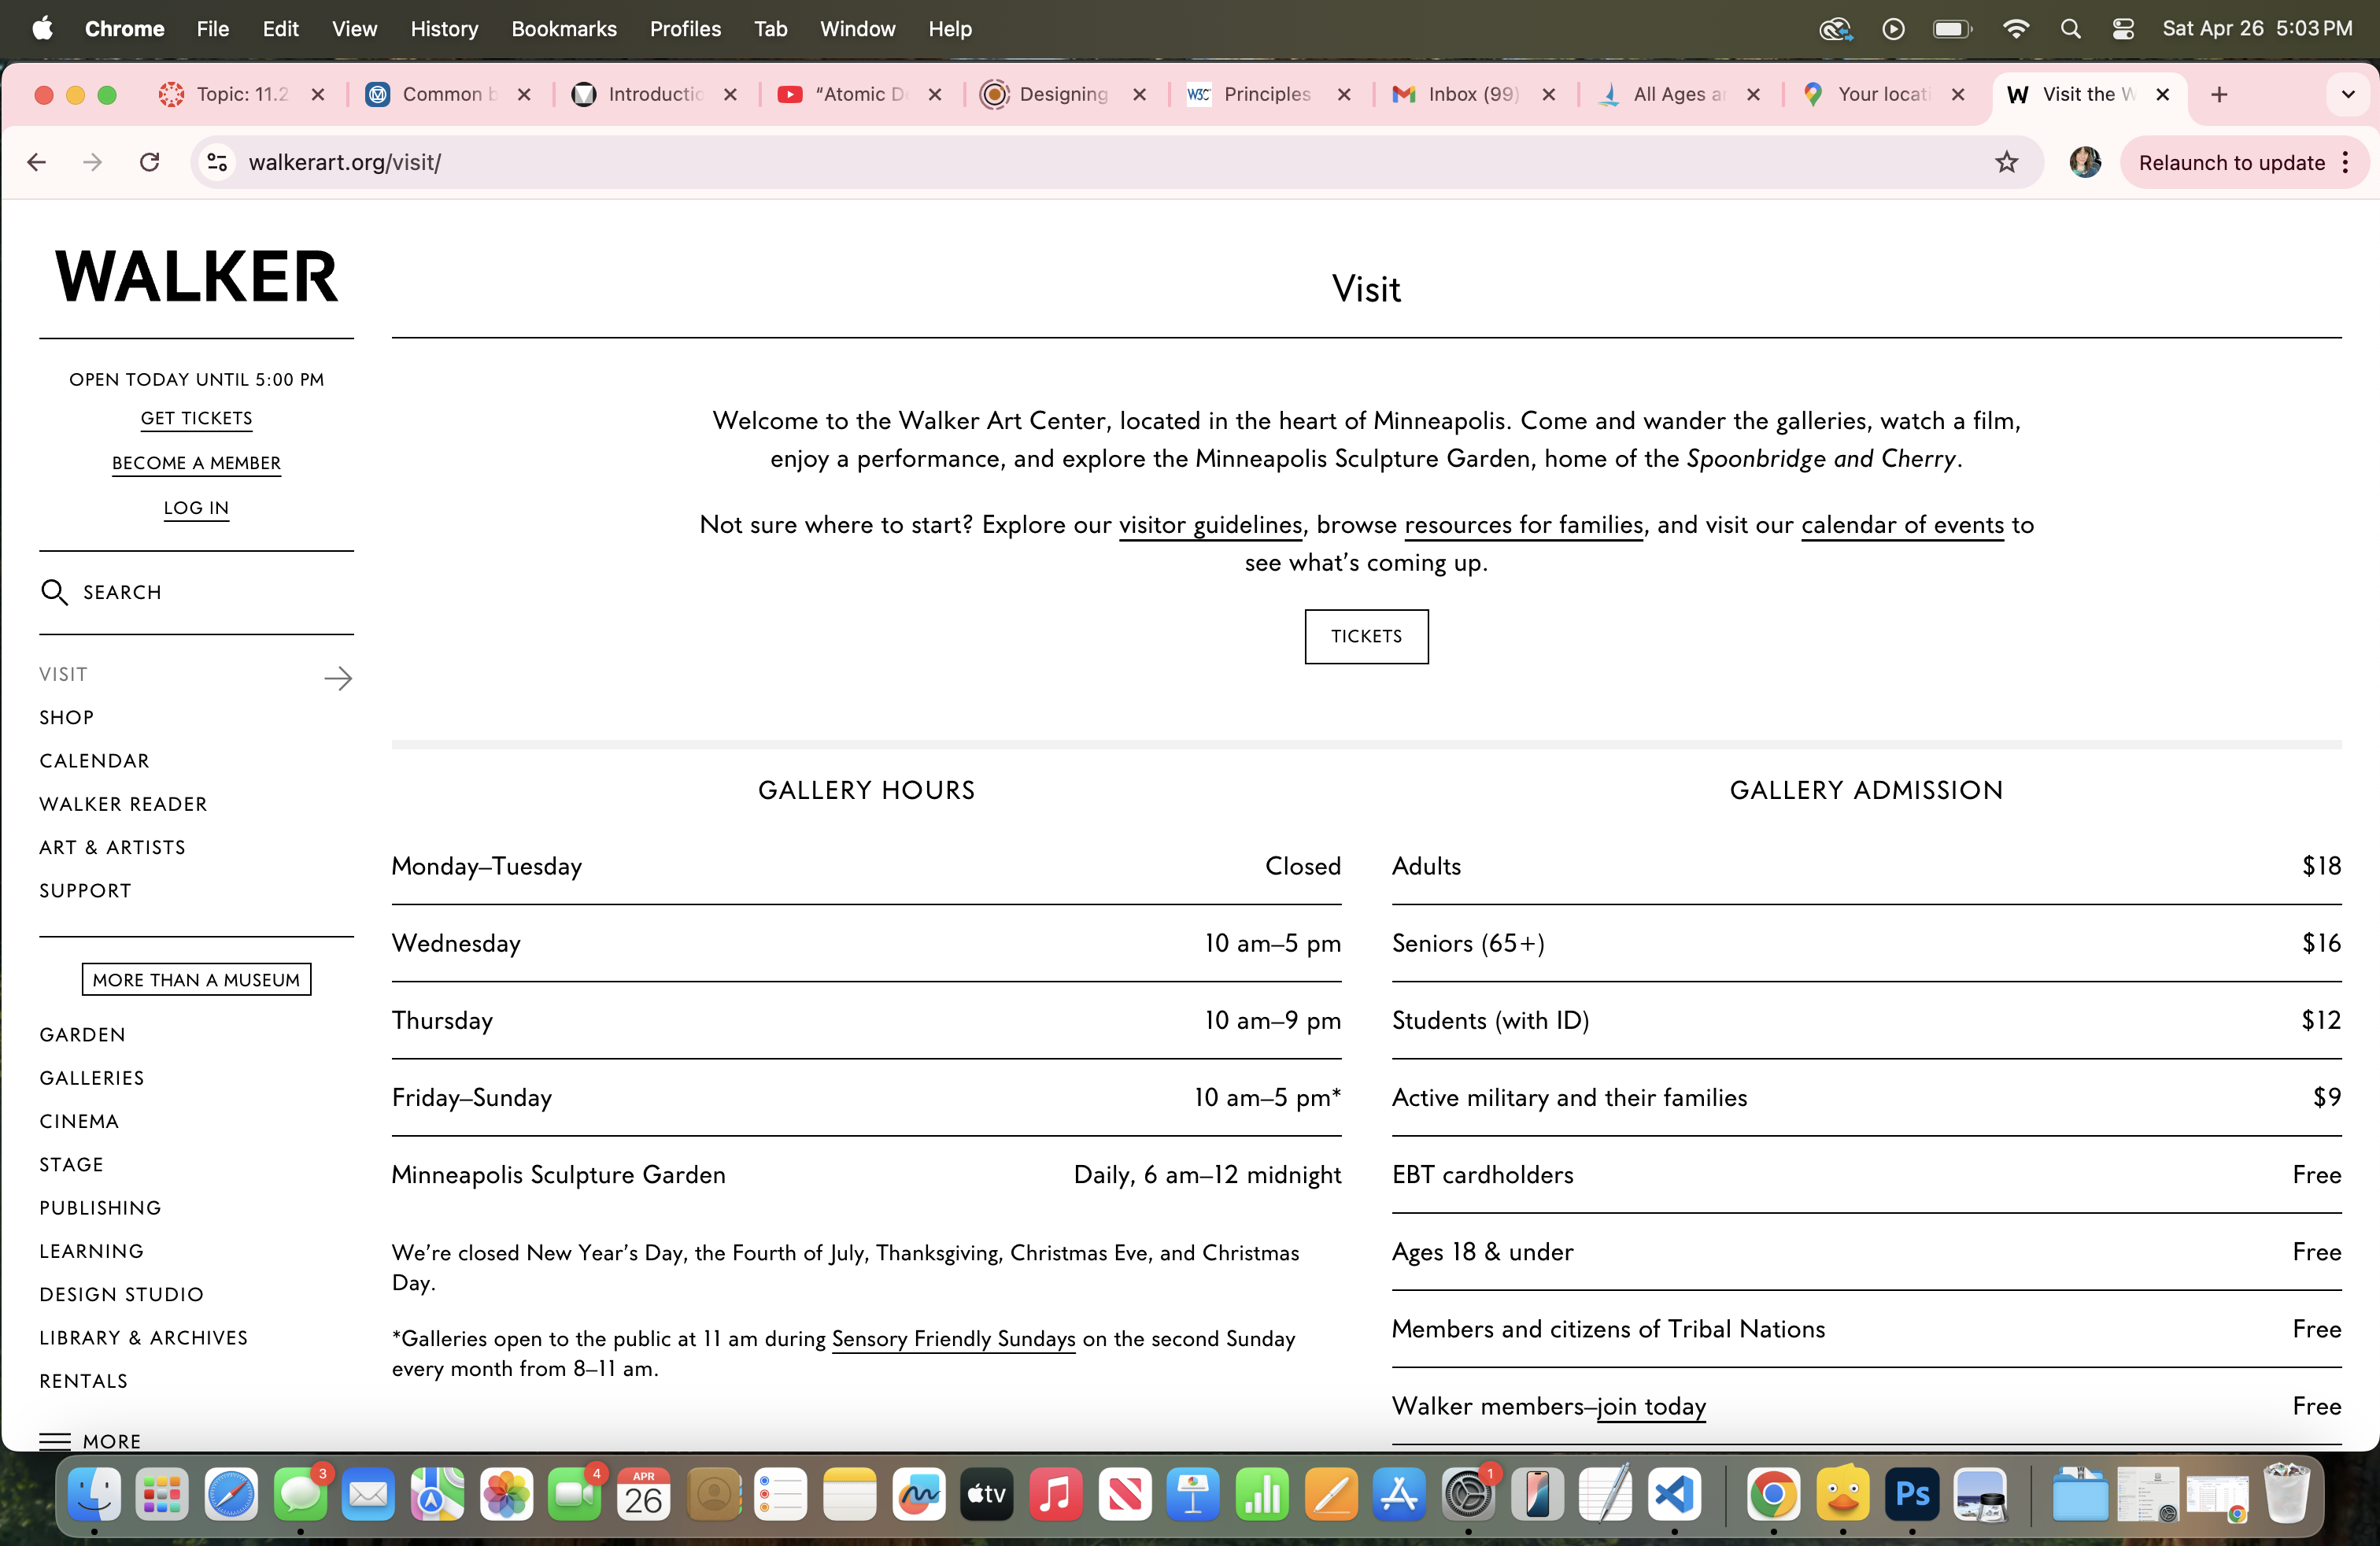 Chrome File Edit View History Bookmarks Profiles Tab Window Help Sat Apr 26 5:03 PM
Topic: 11.2 Common b Introductio “Atomic D Designing W3C Principles Inbox (99) All Ages ar Your locati W Visit the W
walkerart.org/visit/ Relaunch to update
WALKER
OPEN TODAY UNTIL 5:00 PM
GET TICKETS
BECOME A MEMBER
LOG IN
SEARCH
VISIT
SHOP
CALENDAR
WALKER READER
ART & ARTISTS
SUPPORT
MORE THAN A MUSEUM
GARDEN
GALLERIES
CINEMA
STAGE
PUBLISHING
LEARNING
DESIGN STUDIO
LIBRARY & ARCHIVES
RENTALS
MORE
Visit
Welcome to the Walker Art Center, located in the heart of Minneapolis. Come and wander the galleries, watch a film,
enjoy a performance, and explore the Minneapolis Sculpture Garden, home of the Spoonbridge and Cherry.
Not sure where to start? Explore our visitor guidelines, browse resources for families, and visit our calendar of events to
see what’s coming up.
TICKETS
GALLERY HOURS
Monday–Tuesday Closed
Wednesday 10 am–5 pm
Thursday 10 am–9 pm
Friday–Sunday 10 am–5 pm*
Minneapolis Sculpture Garden Daily, 6 am–12 midnight
We’re closed New Year’s Day, the Fourth of July, Thanksgiving, Christmas Eve, and Christmas
Day.
*Galleries open to the public at 11 am during Sensory Friendly Sundays on the second Sunday
every month from 8–11 am.
GALLERY ADMISSION
Adults $18
Seniors (65+) $16
Students (with ID) $12
Active military and their families $9
EBT cardholders Free
Ages 18 & under Free
Members and citizens of Tribal Nations Free
Walker members–join today Free
3 4 APR 26 tv 1 Ps